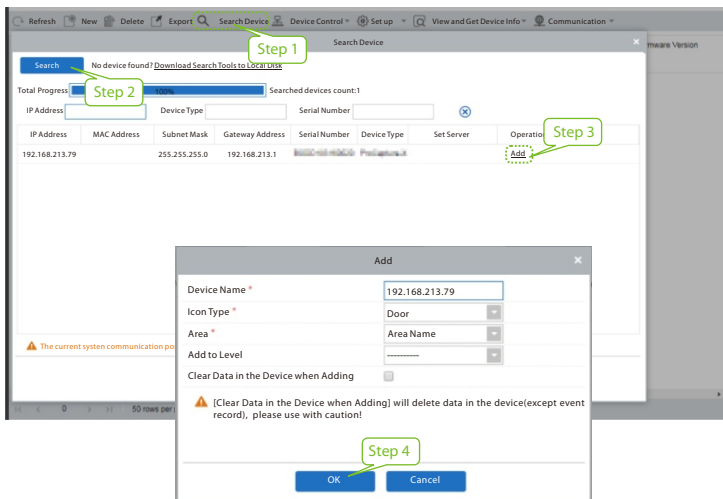 Refresh New Delete Export Search Device Device Control Set up View and Get Device Info Communication
Step 1
Search Device
mware Version
Search No device found? Download Search Tools to Local Disk
Step 2
Total Progress 100% Searched devices count:1
IP Address Device Type Serial Number
IP Address MAC Address Subnet Mask Gateway Address Serial Number Device Type Set Server Operation
Step 3
192.168.213.79 255.255.255.0 192.168.213.1 Add
Add
Device Name * 192.168.213.79
Icon Type * Door
Area * Area Name
The current systen communication po
Add to Level ----------
Clear Data in the Device when Adding
[Clear Data in the Device when Adding] will delete data in the device(except event
record), please use with caution!
0 50 rows per
Step 4
OK Cancel